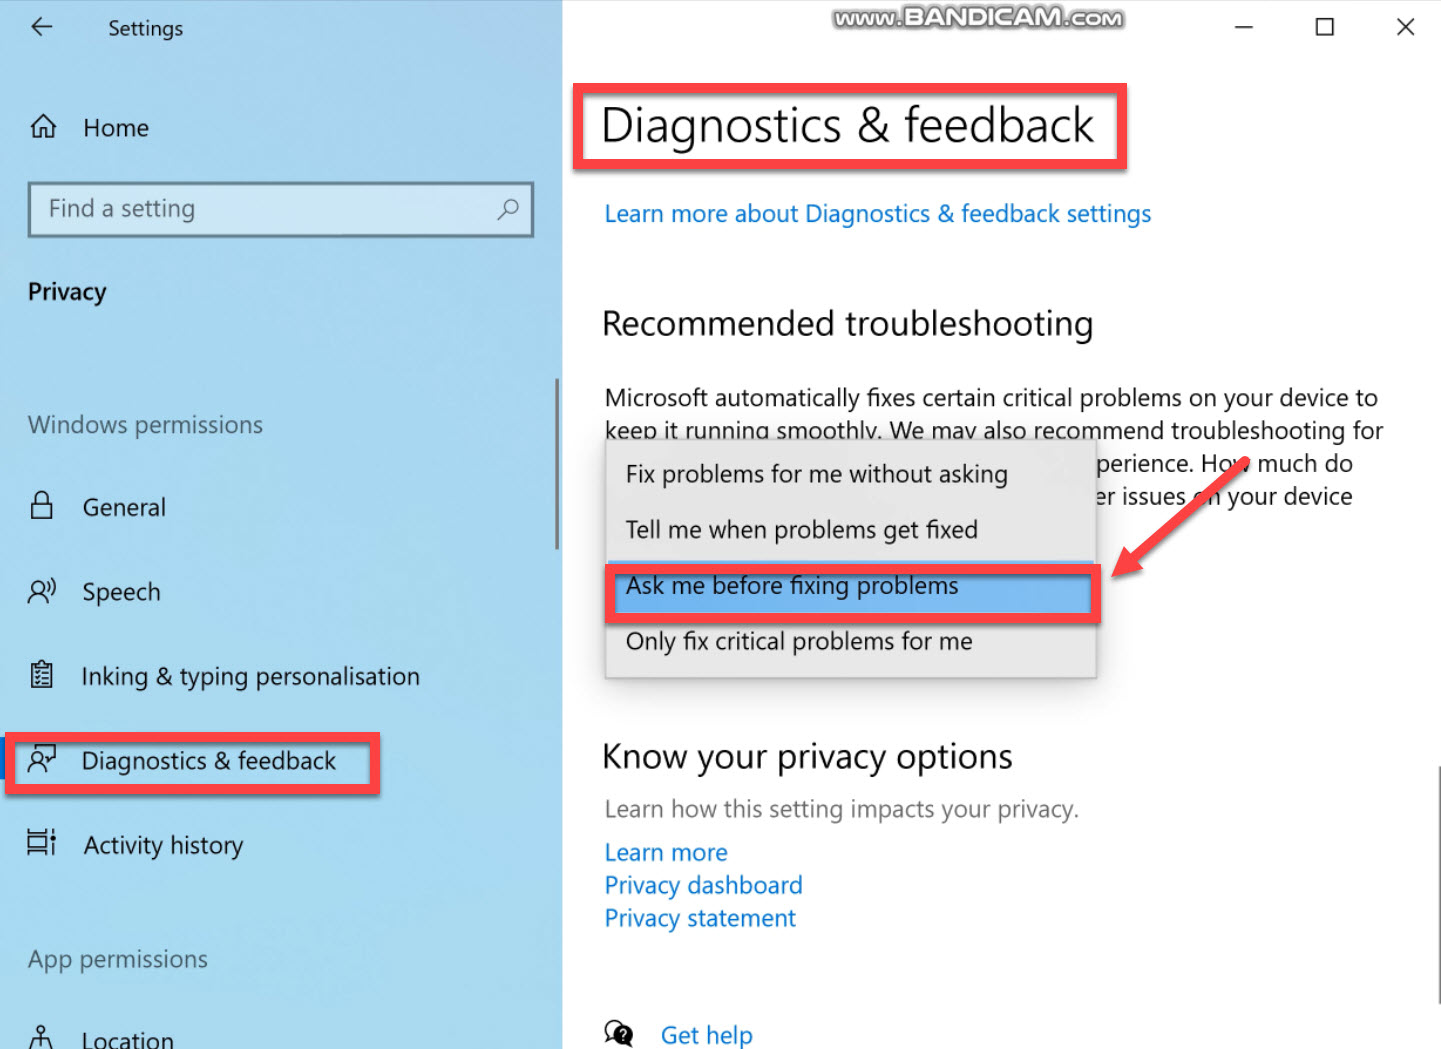 Settings
www.BANDICAM.com
Home
Find a setting
Privacy
Windows permissions
General
Speech
Inking & typing personalisation
Diagnostics & feedback
Activity history
App permissions
Location
Diagnostics & feedback
Learn more about Diagnostics & feedback settings
Recommended troubleshooting
Microsoft automatically fixes certain critical problems on your device to
keep it running smoothly. We may also recommend troubleshooting for
perience. How much do
er issues on your device
Fix problems for me without asking
Tell me when problems get fixed
Ask me before fixing problems
Only fix critical problems for me
Know your privacy options
Learn how this setting impacts your privacy.
Learn more
Privacy dashboard
Privacy statement
Get help